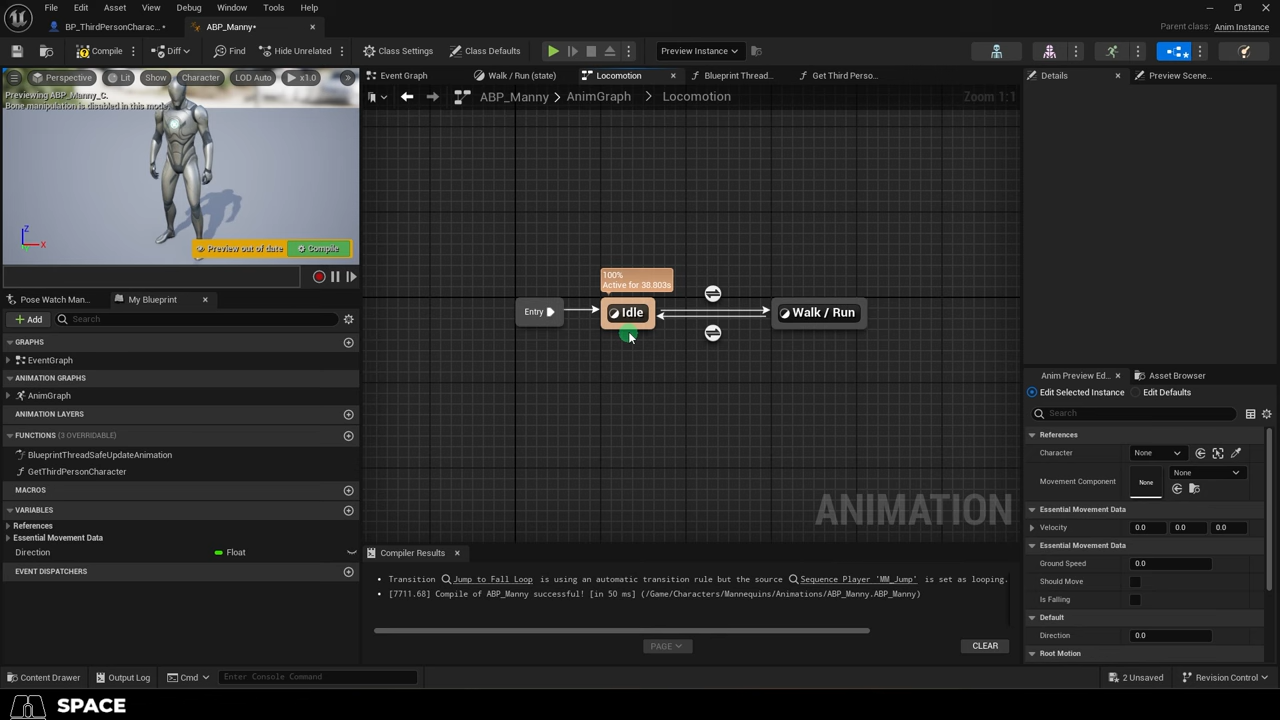 File Edit Asset View Debug Window Tools Help
BP_ThirdPersonCharac...•
ABP_Manny•
Parent class: Anim Instance
Compile Diff Find Hide Unrelated Class Settings Class Defaults
Preview Instance
Perspective Lit Show Character LOD Auto x1.0
Previewing ABP_Manny_C.
Bone manipulation is disabled in this mode.
Z
X
Preview out of date Compile
Event Graph
Walk / Run (state)
Locomotion
Blueprint Thread...
Get Third Perso...
ABP_Manny > AnimGraph > Locomotion
Zoom 1:1
100%
Active for 38.803s
Entry
Idle
Walk / Run
ANIMATION
Pose Watch Man...
My Blueprint
Add
Search
GRAPHS
EventGraph
ANIMATION GRAPHS
AnimGraph
ANIMATION LAYERS
FUNCTIONS (3 OVERRIDABLE)
BlueprintThreadSafeUpdateAnimation
GetThirdPersonCharacter
MACROS
VARIABLES
References
Essential Movement Data
Direction Float
EVENT DISPATCHERS
Compiler Results
• Transition Jump to Fall Loop is using an automatic transition rule but the source Sequence Player 'MM_Jump' is set as looping.
• [7711.68] Compile of ABP_Manny successful! [in 50 ms] (/Game/Characters/Mannequins/Animations/ABP_Manny.ABP_Manny)
PAGE
CLEAR
Details
Preview Scene...
Anim Preview Ed...
Asset Browser
Edit Selected Instance Edit Defaults
Search
References
Character None
Movement Component None None
Essential Movement Data
Velocity 0.0 0.0 0.0
Essential Movement Data
Ground Speed 0.0
Should Move
Is Falling
Default
Direction 0.0
Root Motion
Content Drawer Output Log Cmd Enter Console Command
2 Unsaved Revision Control
SPACE